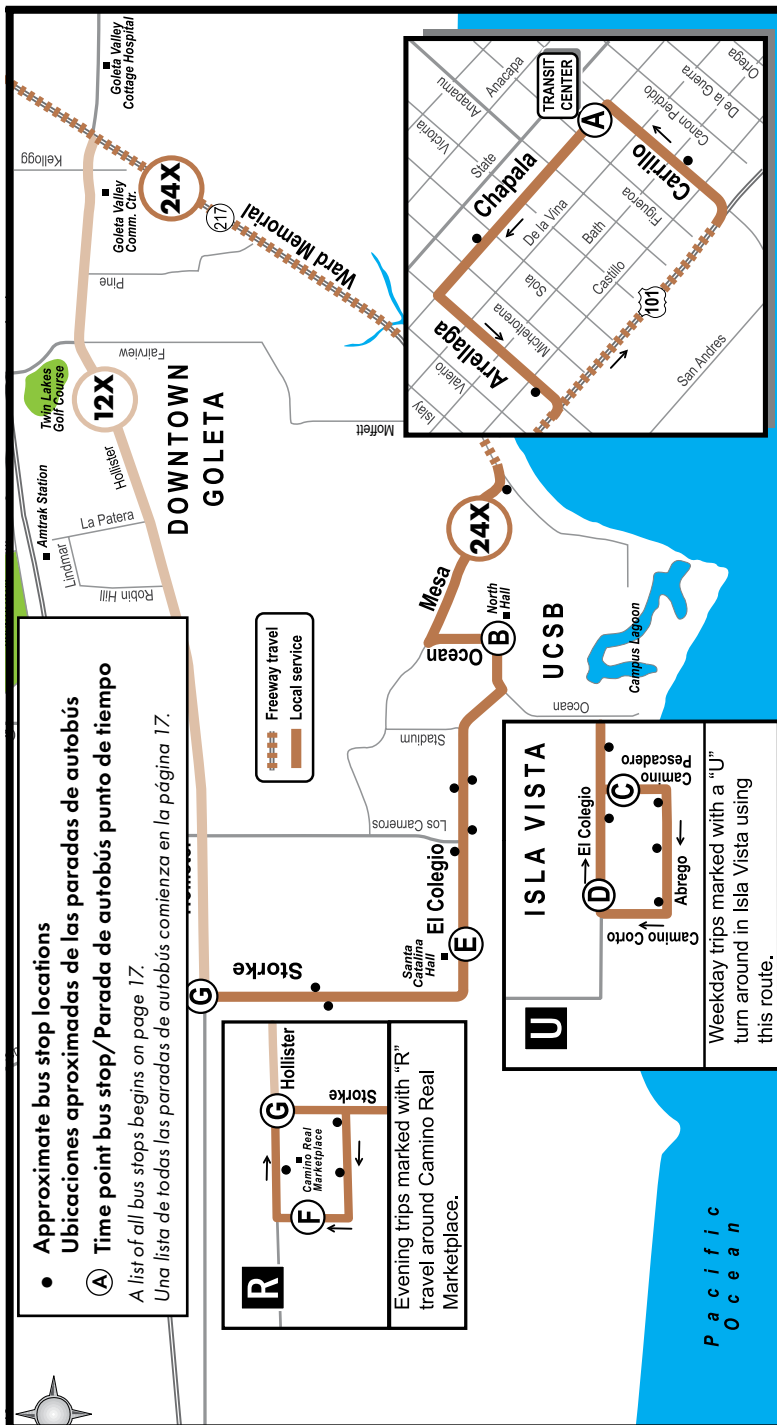 Approximate bus stop locations
Ubicaciones aproximadas de las paradas de autobús
A Time point bus stop/Parada de autobús punto de tiempo
A list of all bus stops begins on page 17.
Una lista de todas las paradas de autobús comienza en la página 17.
Goleta Valley
Cottage Hospital
Kellogg
Goleta Valley
Comm. Ctr.
24X
217
Ward Memorial
Pine
Fairview
Twin Lakes
Golf Course
12X
Hollister
Amtrak Station
La Patera
Lindmar
Robin Hill
DOWNTOWN
GOLETA
Moffett
Freeway travel
Local service
24X
Mesa
Ocean
B
North
Hall
UCSB
Campus Lagoon
Ocean
Stadium
Los Carneros
El Colegio
E
Santa
Catalina
Hall
Storke
G
Hollister
TRANSIT
CENTER
A
Anacapa
Anapamu
Victoria
State
Chapala
De la Vina
Sola
Bath
Figueroa
Castillo
Micheltorena
Valerio
Islay
Arrellaga
Carrillo
Canon Perdido
De la Guerra
Ortega
101
San Andres
R
G
Hollister
Storke
Camino Real
Marketplace
F
Evening trips marked with “R”
travel around Camino Real
Marketplace.
U
ISLA VISTA
El Colegio
D
C
Camino
Pescadero
Abrego
Camino Corto
Weekday trips marked with a “U”
turn around in Isla Vista using
this route.
Pacific
Ocean